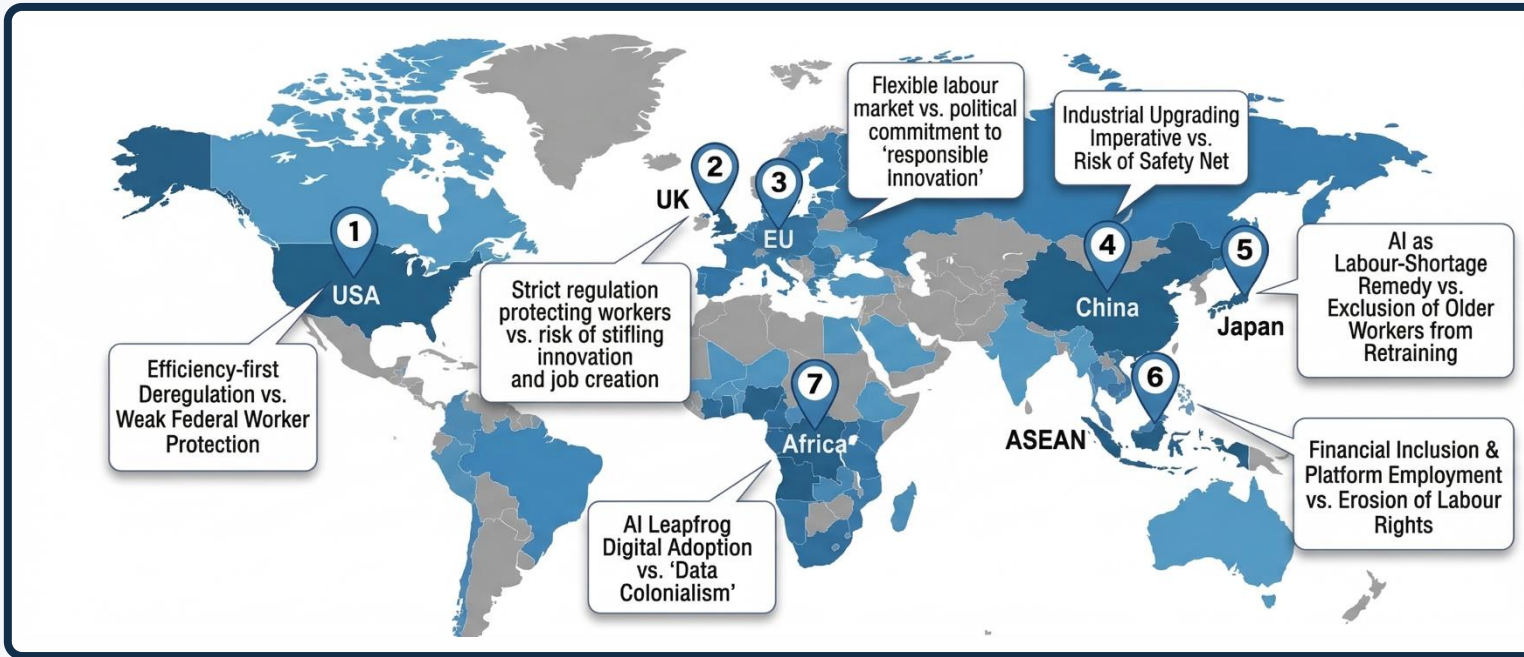 1
USA
Efficiency-first
Deregulation vs.
Weak Federal Worker
Protection
2
UK
Strict regulation
protecting workers
vs. risk of stifling
innovation
and job creation
3
EU
Flexible labour
market vs. political
commitment to
‘responsible
innovation’
4
China
Industrial Upgrading
Imperative vs.
Risk of Safety Net
5
Japan
AI as
Labour-Shortage
Remedy vs.
Exclusion of Older
Workers from
Retraining
6
ASEAN
Financial Inclusion &
Platform Employment
vs. Erosion of Labour
Rights
7
Africa
AI Leapfrog
Digital Adoption
vs. ‘Data
Colonialism’